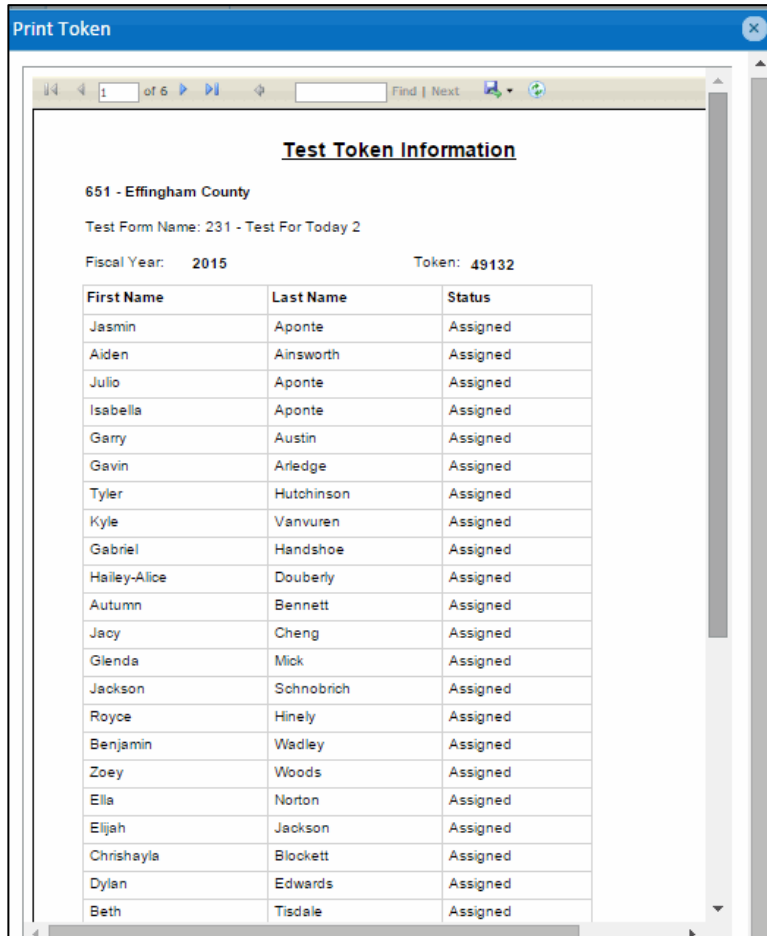 Print Token
1 of 6 Find | Next
Test Token Information
651 - Effingham County
Test Form Name: 231 - Test For Today 2
Fiscal Year: 2015 Token: 49132
First Name Last Name Status
Jasmin Aponte Assigned
Aiden Ainsworth Assigned
Julio Aponte Assigned
Isabella Aponte Assigned
Garry Austin Assigned
Gavin Arledge Assigned
Tyler Hutchinson Assigned
Kyle Vanvuren Assigned
Gabriel Handshoe Assigned
Hailey-Alice Douberly Assigned
Autumn Bennett Assigned
Jacy Cheng Assigned
Glenda Mick Assigned
Jackson Schnobrich Assigned
Royce Hinely Assigned
Benjamin Wadley Assigned
Zoey Woods Assigned
Ella Norton Assigned
Elijah Jackson Assigned
Chrishayla Blockett Assigned
Dylan Edwards Assigned
Beth Tisdale Assigned